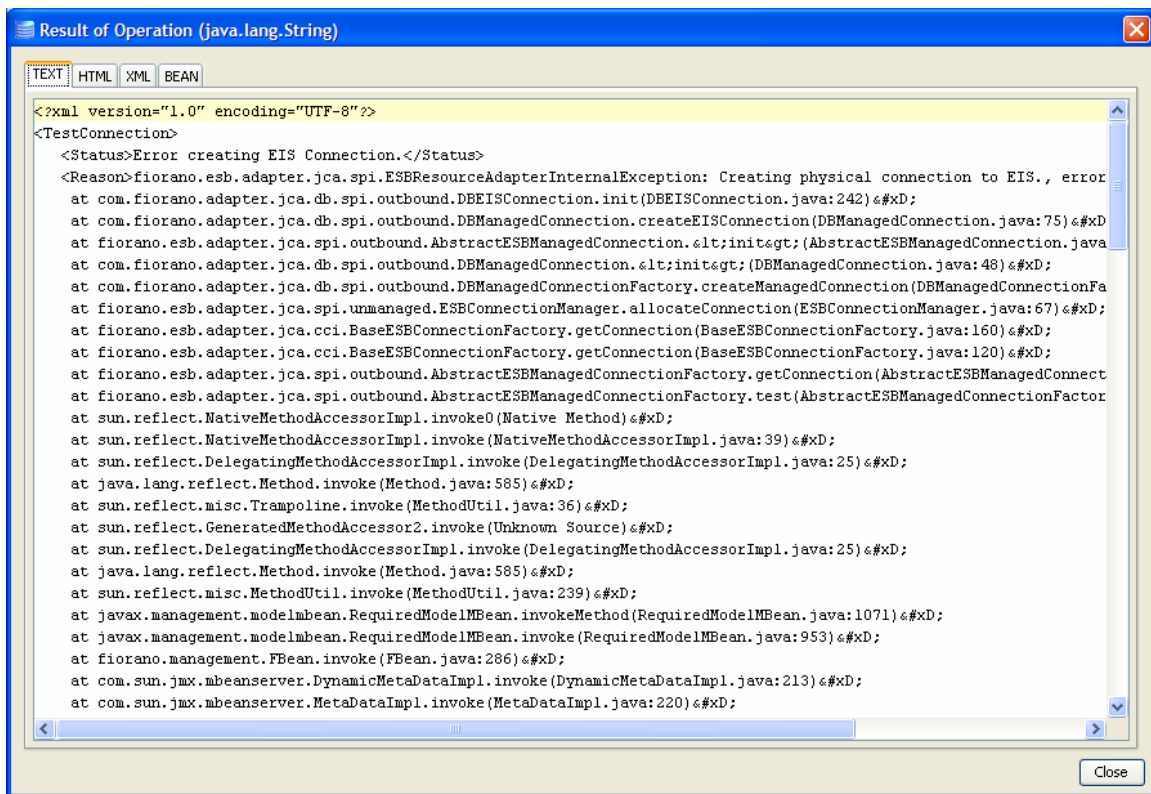 Result of Operation (java.lang.String)
TEXT HTML XML BEAN
<?xml version="1.0" encoding="UTF-8"?>
<TestConnection>
<Status>Error creating EIS Connection.</Status>
<Reason>fiorano.esb.adapter.jca.spi.ESBResourceAdapterInternalException: Creating physical connection to EIS., error
at com.fiorano.adapter.jca.db.spi.outbound.DBEISConnection.init(DBEISConnection.java:242)&#xD;
at com.fiorano.adapter.jca.db.spi.outbound.DBManagedConnection.createEISConnection(DBManagedConnection.java:75)&#xD
at fiorano.esb.adapter.jca.spi.outbound.AbstractESBManagedConnection.&lt;init&gt;(AbstractESBManagedConnection.java
at com.fiorano.adapter.jca.db.spi.outbound.DBManagedConnection.&lt;init&gt;(DBManagedConnection.java:48)&#xD;
at com.fiorano.adapter.jca.db.spi.outbound.DBManagedConnectionFactory.createManagedConnection(DBManagedConnectionFa
at fiorano.esb.adapter.jca.spi.unmanaged.ESBConnectionManager.allocateConnection(ESBConnectionManager.java:67)&#xD;
at fiorano.esb.adapter.jca.cci.BaseESBConnectionFactory.getConnection(BaseESBConnectionFactory.java:160)&#xD;
at fiorano.esb.adapter.jca.cci.BaseESBConnectionFactory.getConnection(BaseESBConnectionFactory.java:120)&#xD;
at fiorano.esb.adapter.jca.spi.outbound.AbstractESBManagedConnectionFactory.getConnection(AbstractESBManagedConnect
at fiorano.esb.adapter.jca.spi.outbound.AbstractESBManagedConnectionFactory.test(AbstractESBManagedConnectionFactor
at sun.reflect.NativeMethodAccessorImpl.invoke0(Native Method)&#xD;
at sun.reflect.NativeMethodAccessorImpl.invoke(NativeMethodAccessorImpl.java:39)&#xD;
at sun.reflect.DelegatingMethodAccessorImpl.invoke(DelegatingMethodAccessorImpl.java:25)&#xD;
at java.lang.reflect.Method.invoke(Method.java:585)&#xD;
at sun.reflect.misc.Trampoline.invoke(MethodUtil.java:36)&#xD;
at sun.reflect.GeneratedMethodAccessor2.invoke(Unknown Source)&#xD;
at sun.reflect.DelegatingMethodAccessorImpl.invoke(DelegatingMethodAccessorImpl.java:25)&#xD;
at java.lang.reflect.Method.invoke(Method.java:585)&#xD;
at sun.reflect.misc.MethodUtil.invoke(MethodUtil.java:239)&#xD;
at javax.management.modelmbean.RequiredModelMBean.invokeMethod(RequiredModelMBean.java:1071)&#xD;
at javax.management.modelmbean.RequiredModelMBean.invoke(RequiredModelMBean.java:953)&#xD;
at fiorano.management.FBean.invoke(FBean.java:286)&#xD;
at com.sun.jmx.mbeanserver.DynamicMetaDataImpl.invoke(DynamicMetaDataImpl.java:213)&#xD;
at com.sun.jmx.mbeanserver.MetaDataImpl.invoke(MetaDataImpl.java:220)&#xD;
Close